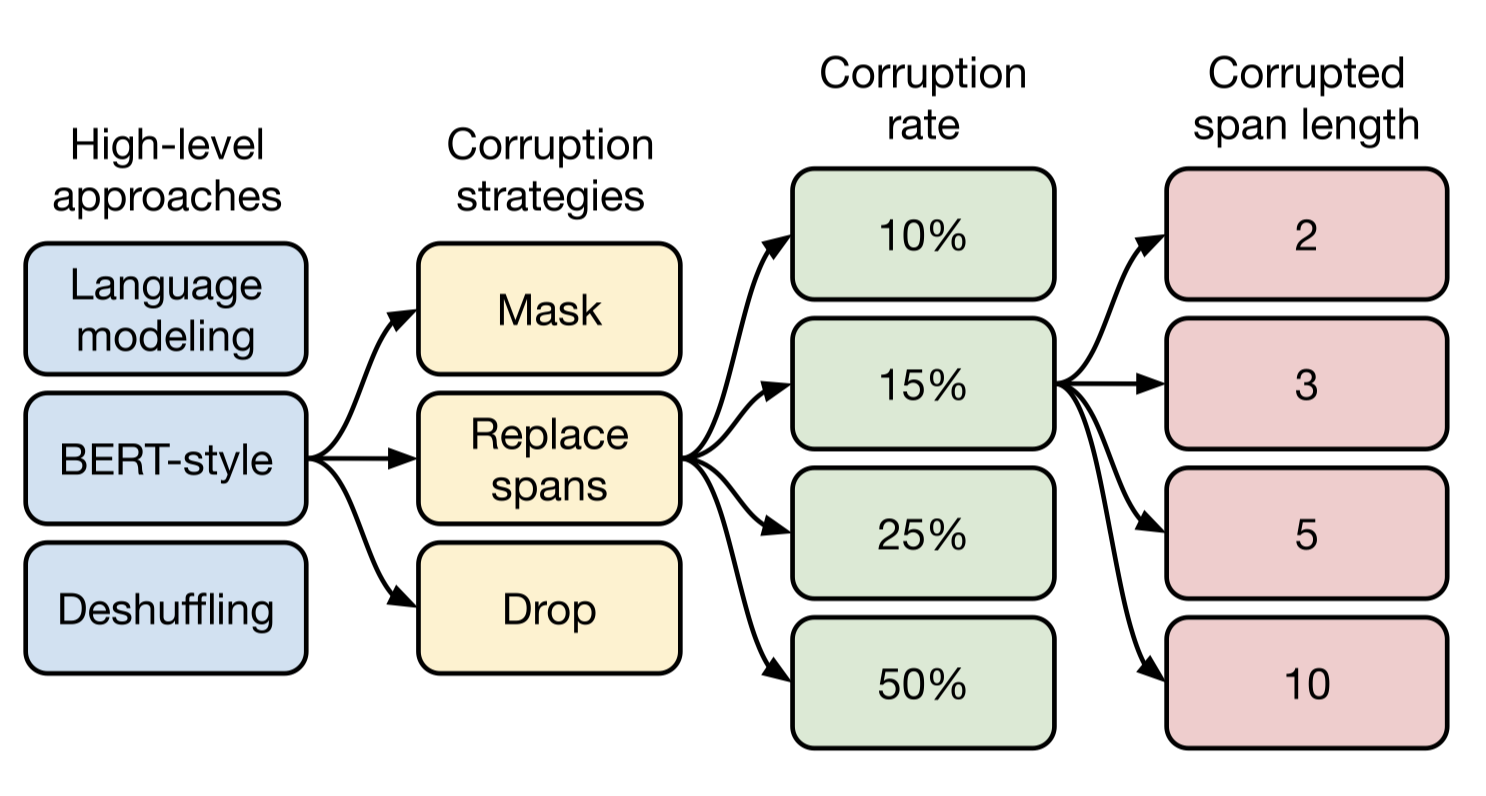 High-level
approaches
Language
modeling
BERT-style
Deshuffling
Corruption
strategies
Mask
Replace
spans
Drop
Corruption
rate
10%
15%
25%
50%
Corrupted
span length
2
3
5
10